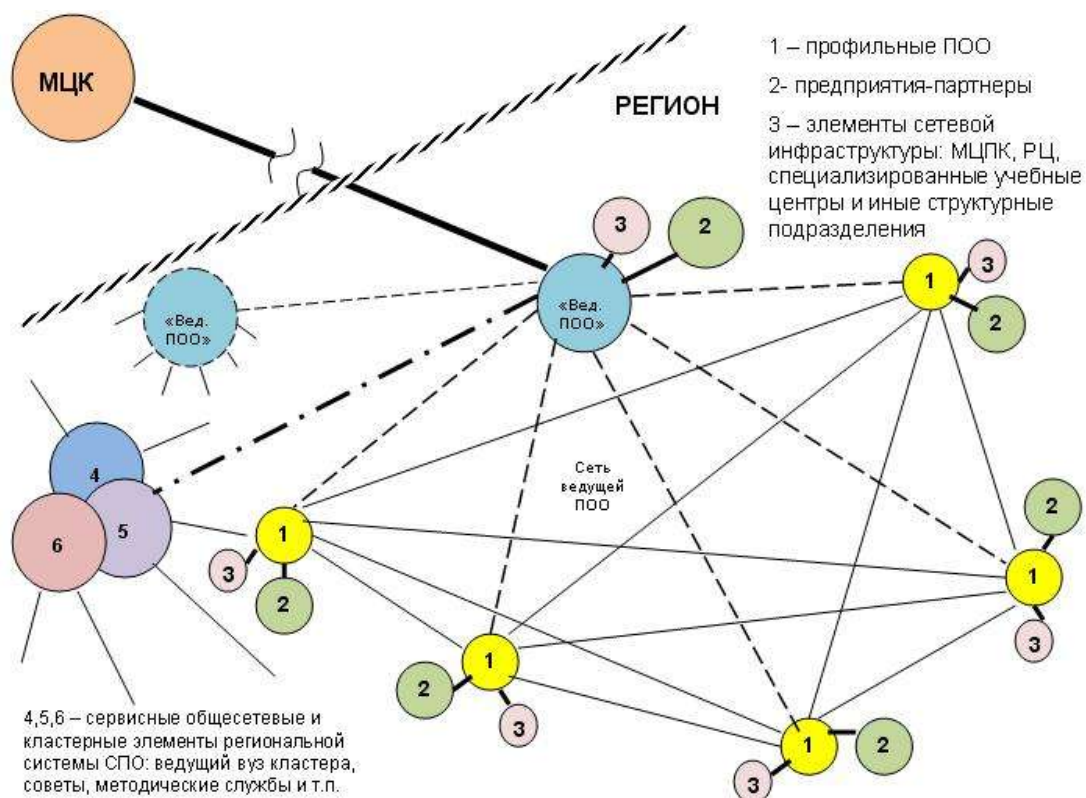 МЦК
РЕГИОН
1 – профильные ПОО
2- предприятия-партнеры
3 – элементы сетевой
инфраструктуры: МЦПК, РЦ,
специализированные учебные
центры и иные структурные
подразделения
3
2
«Вед.
ПОО»
1
3
2
«Вед.
ПОО»
4
5
6
Сеть
ведущей
ПОО
1
3
2
2
1
3
1
2
3
1
2
3
4,5,6 – сервисные общесетевые и
кластерные элементы региональной
системы СПО: ведущий вуз кластера,
советы, методические службы и т.п.